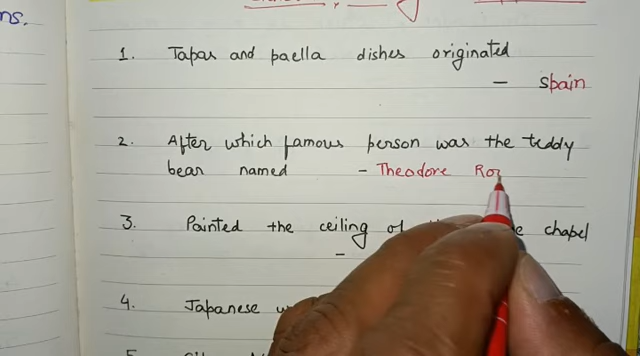 ns.
1. Tapas and paella dishes originated
- spain
2. After which famous person was the teddy
bear named - Theodore Ro
3. Painted the ceiling of chapel
-
4. Japanese
5.